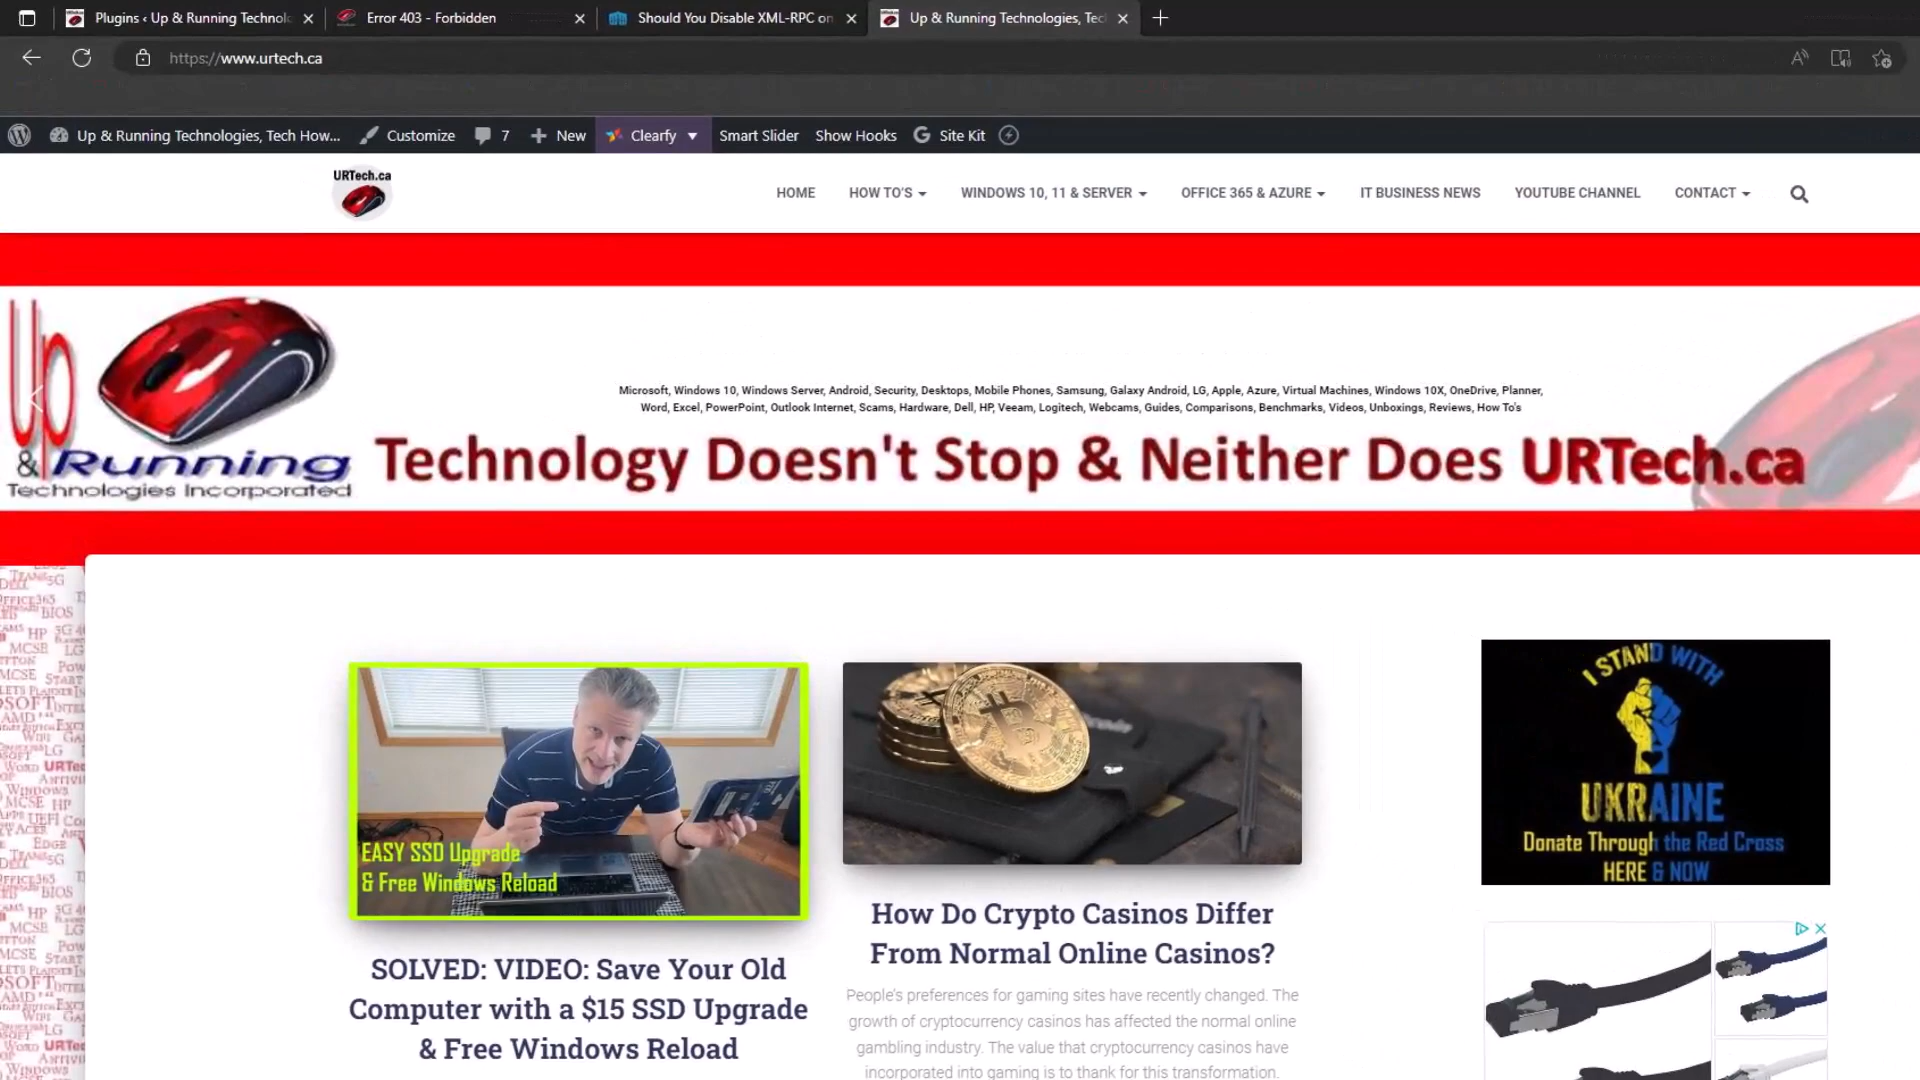 Plugins ‹ Up & Running Technolo
Error 403 - Forbidden
Should You Disable XML-RPC on
Up & Running Technologies, Tec
https://www.urtech.ca
Up & Running Technologies, Tech How...
Customize
7
New
Clearfy
Smart Slider
Show Hooks
Site Kit
URTech.ca
HOME
HOW TO'S
WINDOWS 10, 11 & SERVER
OFFICE 365 & AZURE
IT BUSINESS NEWS
YOUTUBE CHANNEL
CONTACT
Up
& Running
Technologies Incorporated
Microsoft, Windows 10, Windows Server, Android, Security, Desktops, Mobile Phones, Samsung, Galaxy Android, LG, Apple, Azure, Virtual Machines, Windows 10X, OneDrive, Planner,
Word, Excel, PowerPoint, Outlook Internet, Scams, Hardware, Dell, HP, Veeam, Logitech, Webcams, Guides, Comparisons, Benchmarks, Videos, Unboxings, Reviews, How To's
Technology Doesn't Stop & Neither Does URTech.ca
EASY SSD Upgrade
& Free Windows Reload
SOLVED: VIDEO: Save Your Old
Computer with a $15 SSD Upgrade
& Free Windows Reload
How Do Crypto Casinos Differ
From Normal Online Casinos?
People's preferences for gaming sites have recently changed. The
growth of cryptocurrency casinos has affected the normal online
gambling industry. The value that cryptocurrency casinos have
incorporated into gaming is to thank for this transformation.
I STAND WITH
UKRAINE
Donate Through the Red Cross
HERE & NOW